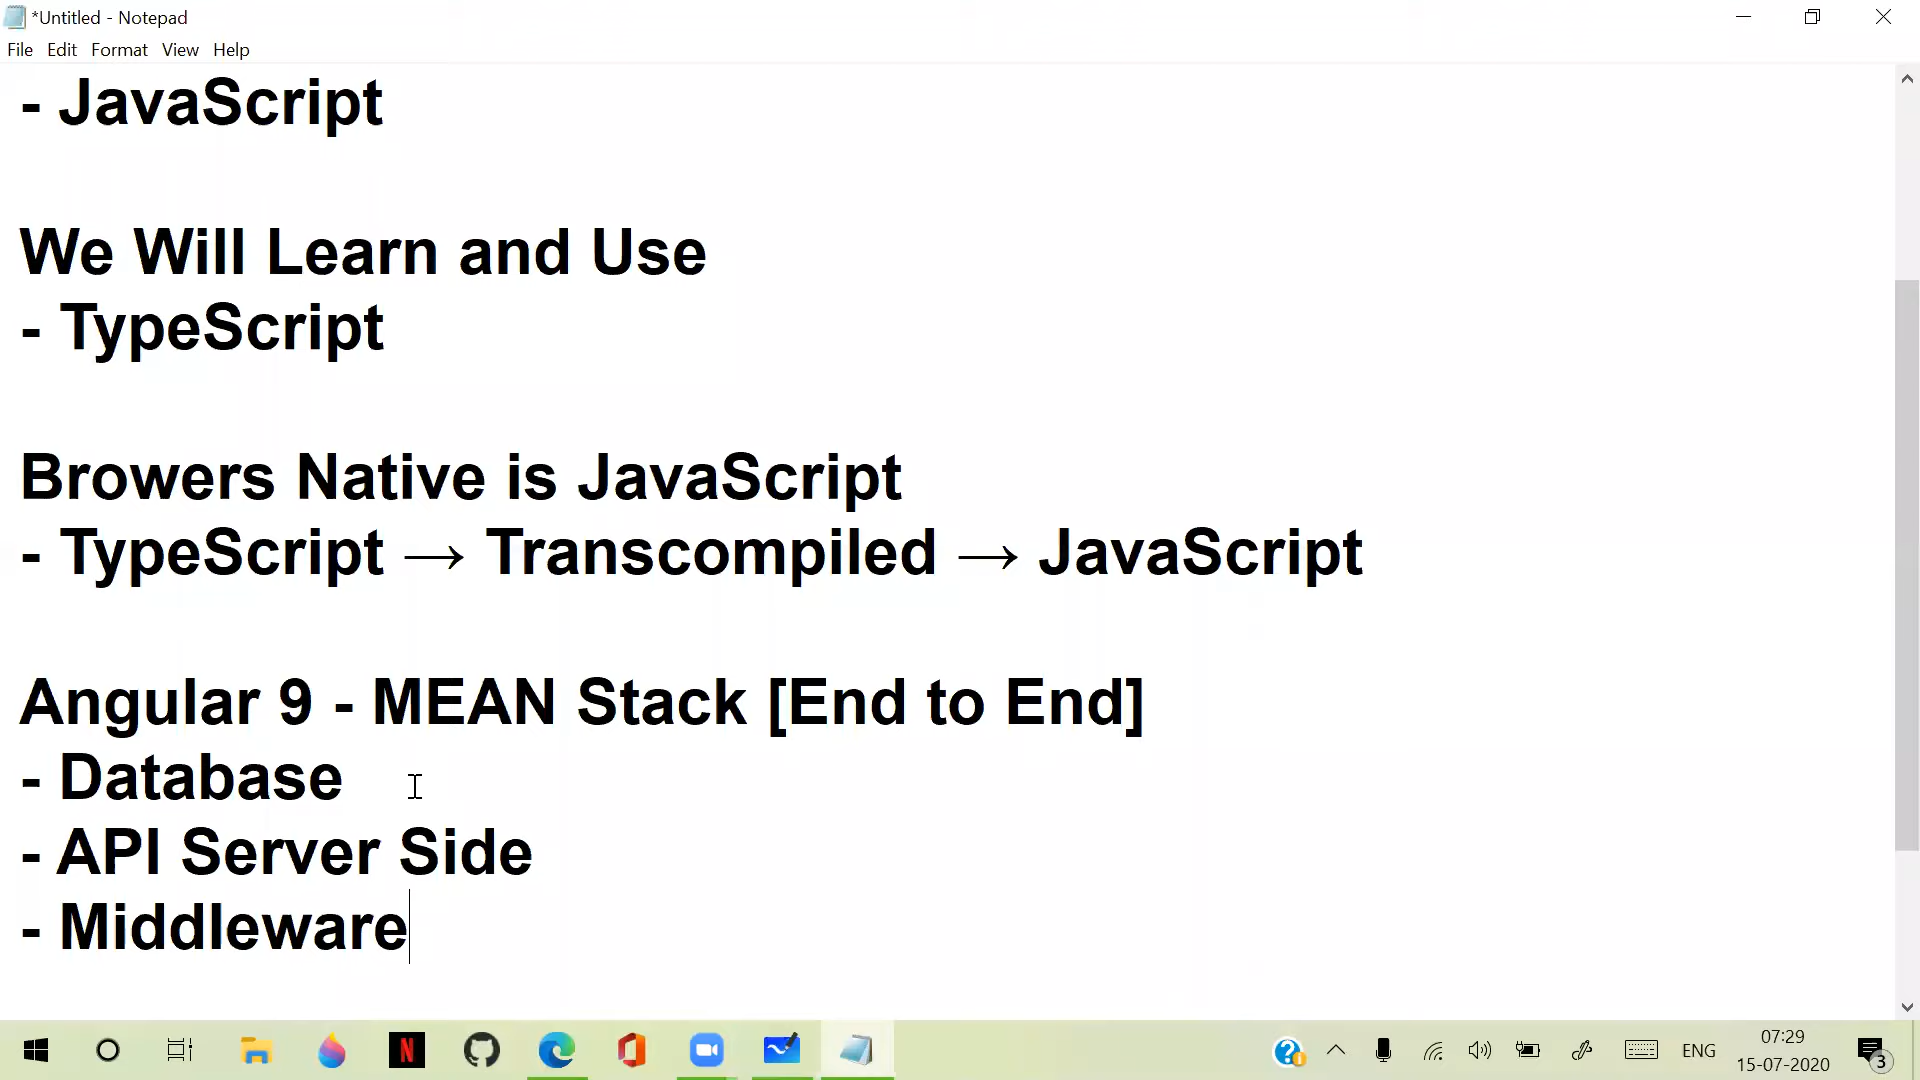 *Untitled - Notepad
File Edit Format View Help
- JavaScript
We Will Learn and Use
- TypeScript
Browers Native is JavaScript
- TypeScript → Transcompiled → JavaScript
Angular 9 - MEAN Stack [End to End]
- Database
- API Server Side
- Middleware
N
?
ENG
07:29
15-07-2020
3